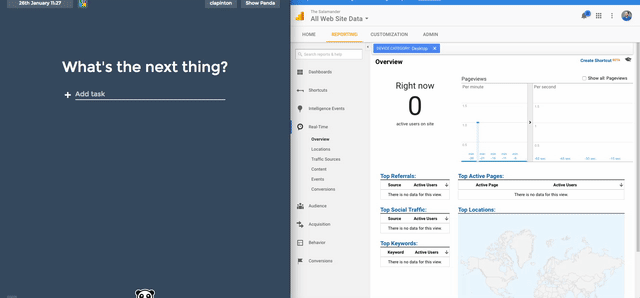 28th January 11:27
clapinton
Show Panda
What's the next thing?
+ Add task
The Salamander
All Web Site Data
HOME REPORTING CUSTOMIZATION ADMIN
Search reports & help
Dashboards
Shortcuts
Intelligence Events
Real-Time
Overview
Locations
Traffic Sources
Content
Events
Conversions
Audience
Acquisition
Behavior
Conversions
DEVICE CATEGORY: Desktop x
Overview
Create Shortcut BETA
Right now
0
active users on site
Pageviews
Show all Pageviews
Per minute
Per second
Top Referrals:
Source Active Users
There is no data for this view.
Top Active Pages:
Active Page Active Users
There is no data for this view.
Top Social Traffic:
Source Active Users
There is no data for this view.
Top Keywords:
Keyword Active Users
There is no data for this view.
Top Locations: